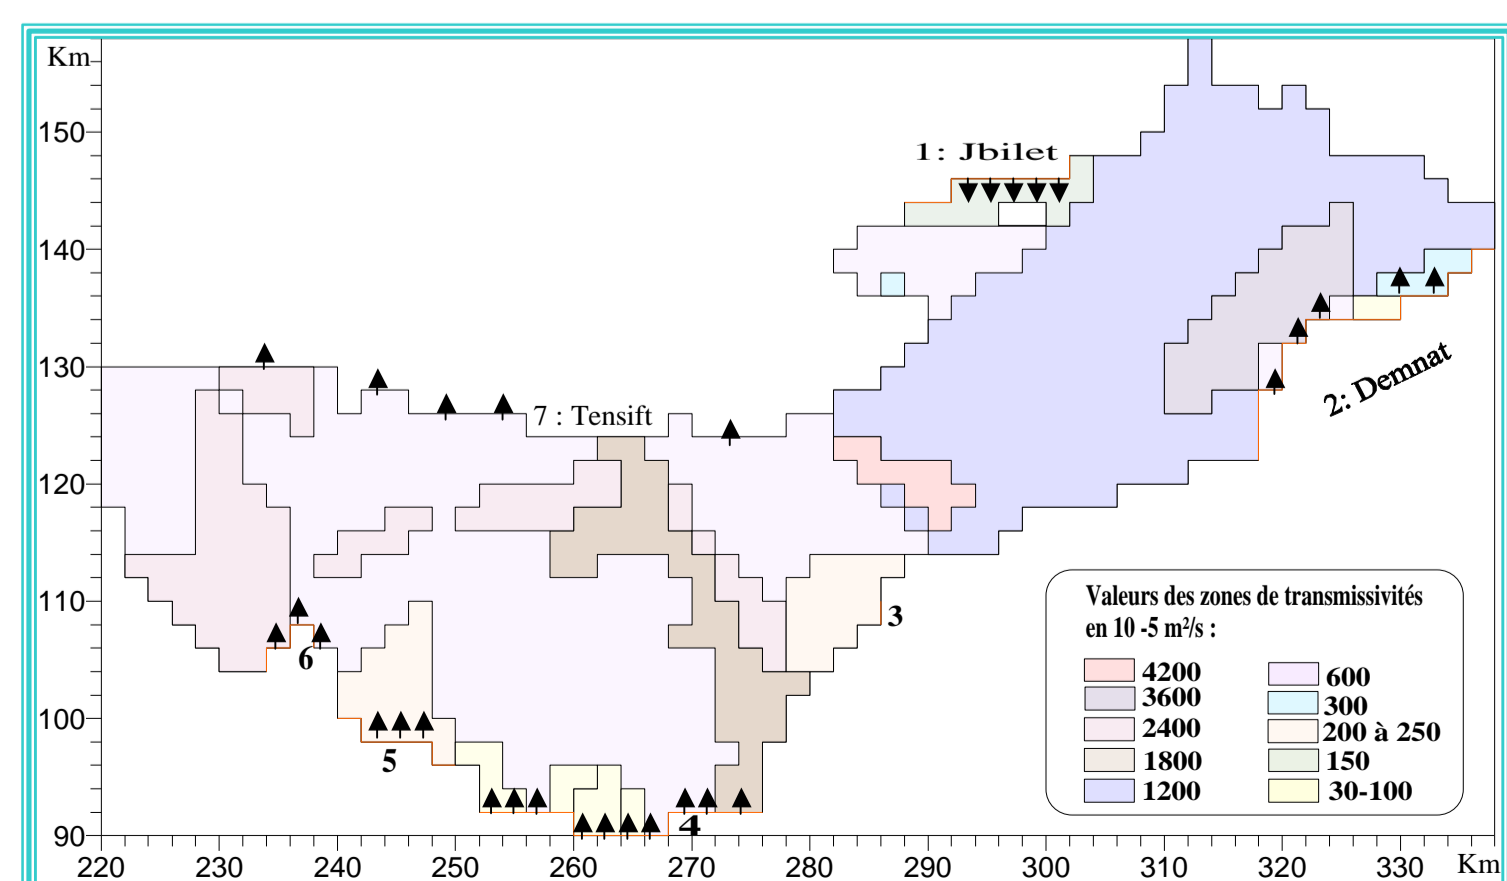 Km
150
140
130
120
110
100
90
1: Jbilet
2: Demnat
7 : Tensift
3
6
5
4
Valeurs des zones de transmissivités
en 10 -5 m²/s :
4200
3600
2400
1800
1200
600
300
200 à 250
150
30-100
220 230 240 250 260 270 280 290 300 310 320 330 Km